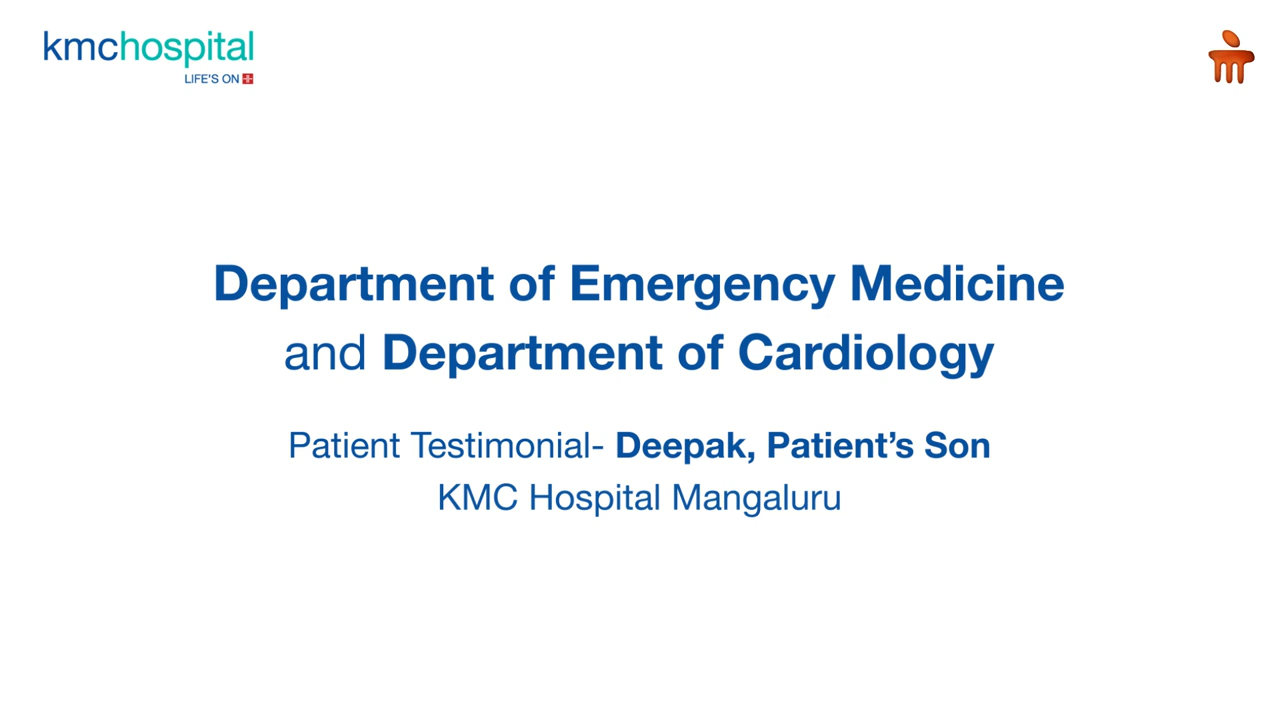 kmchospital
LIFE'S ON
Department of Emergency Medicine
and Department of Cardiology
Patient Testimonial- Deepak, Patient’s Son
KMC Hospital Mangaluru